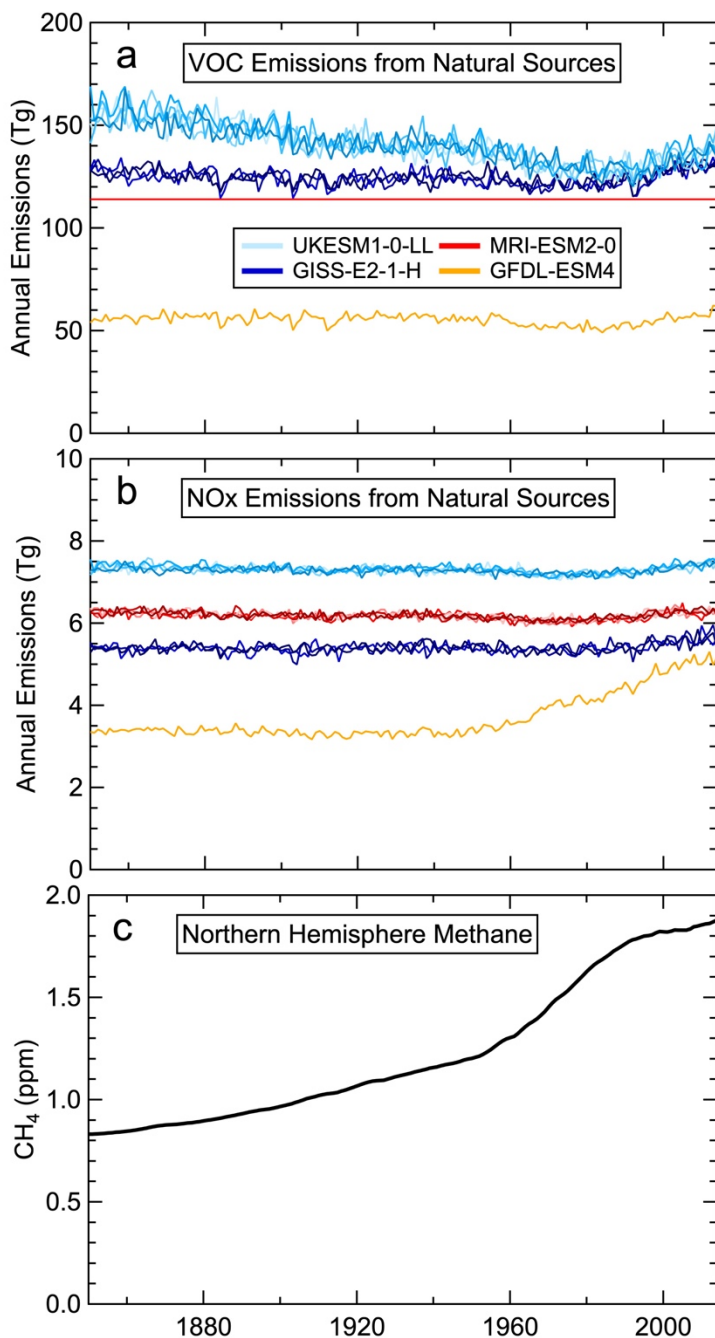 a
VOC Emissions from Natural Sources
Annual Emissions (Tg)
200
150
100
50
0
UKESM1-0-LL
MRI-ESM2-0
GISS-E2-1-H
GFDL-ESM4
b
NOx Emissions from Natural Sources
Annual Emissions (Tg)
10
8
6
4
2
0
c
Northern Hemisphere Methane
CH₄ (ppm)
2.0
1.5
1.0
0.5
0.0
1880
1920
1960
2000